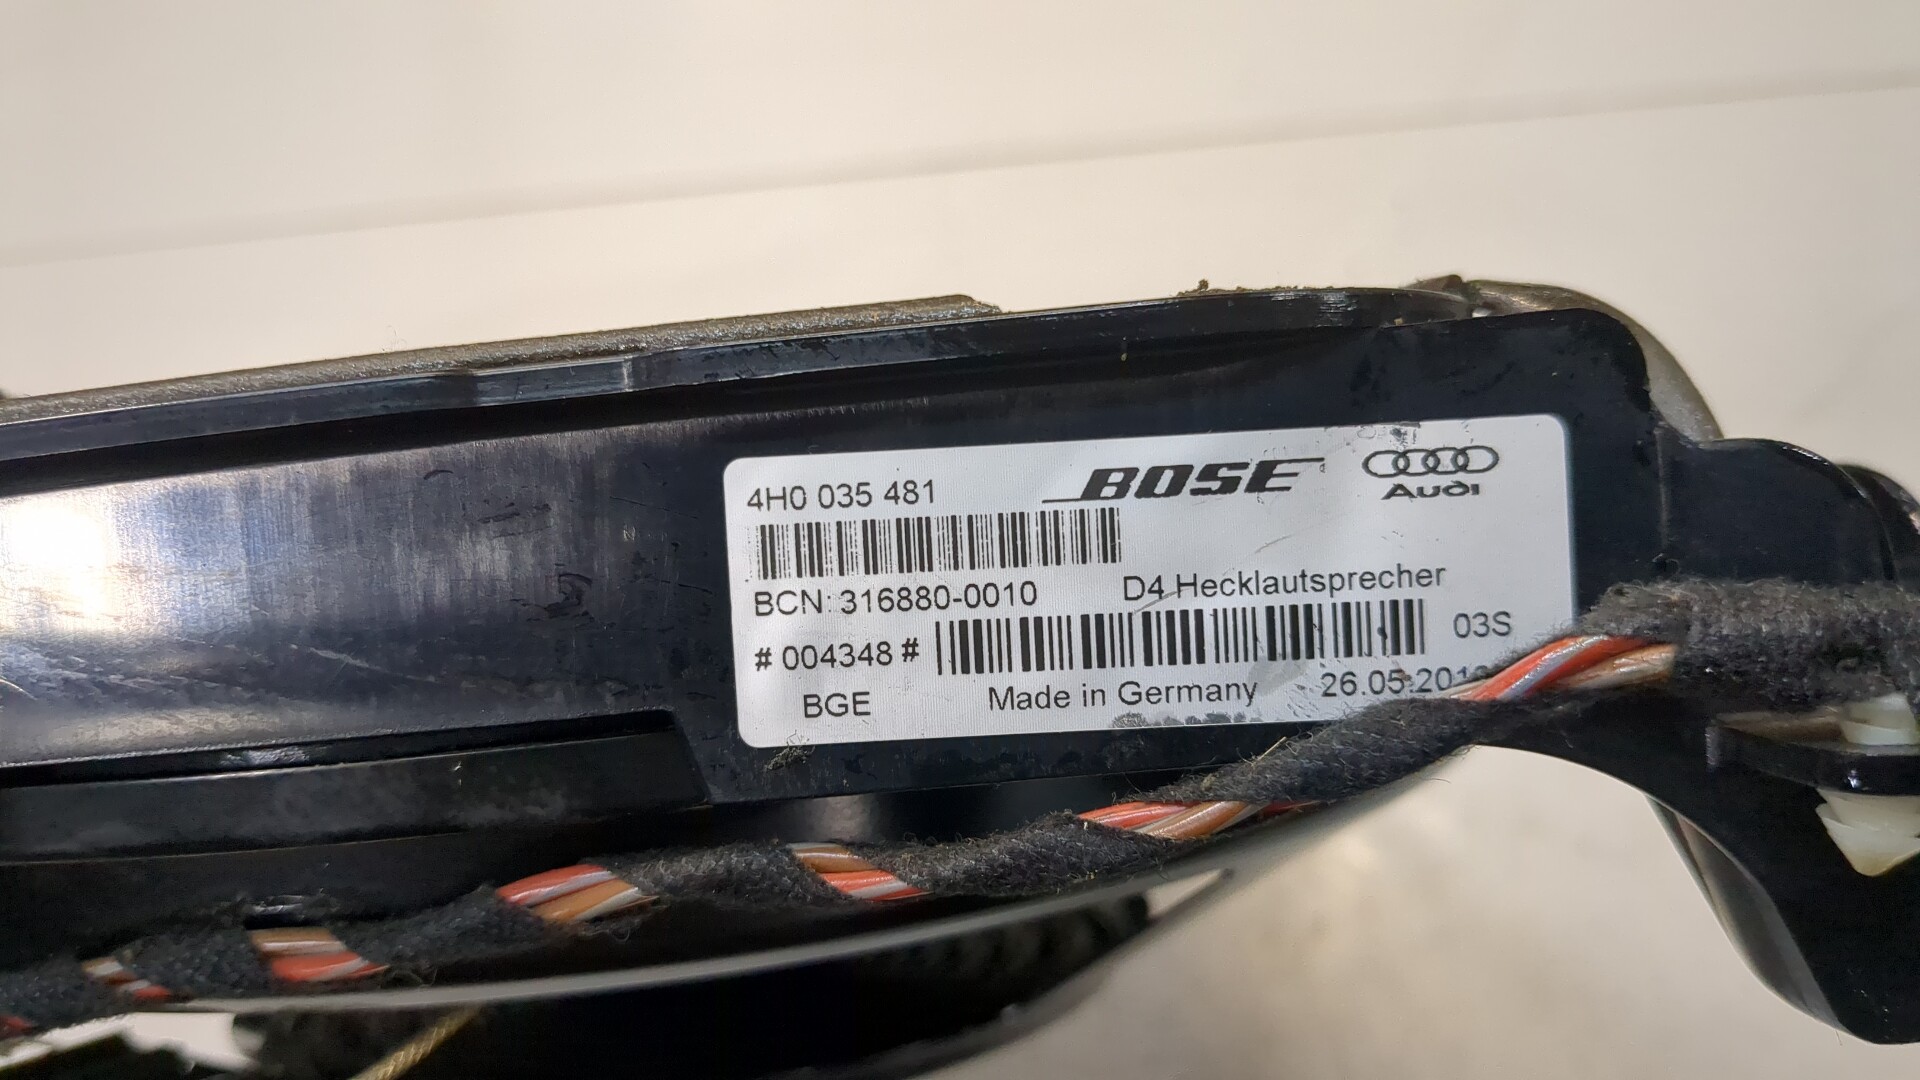 4H0 035 481
BOSE
Audi
BCN: 316880-0010
D4 Hecklautsprecher
# 004348 #
03S
BGE
Made in Germany